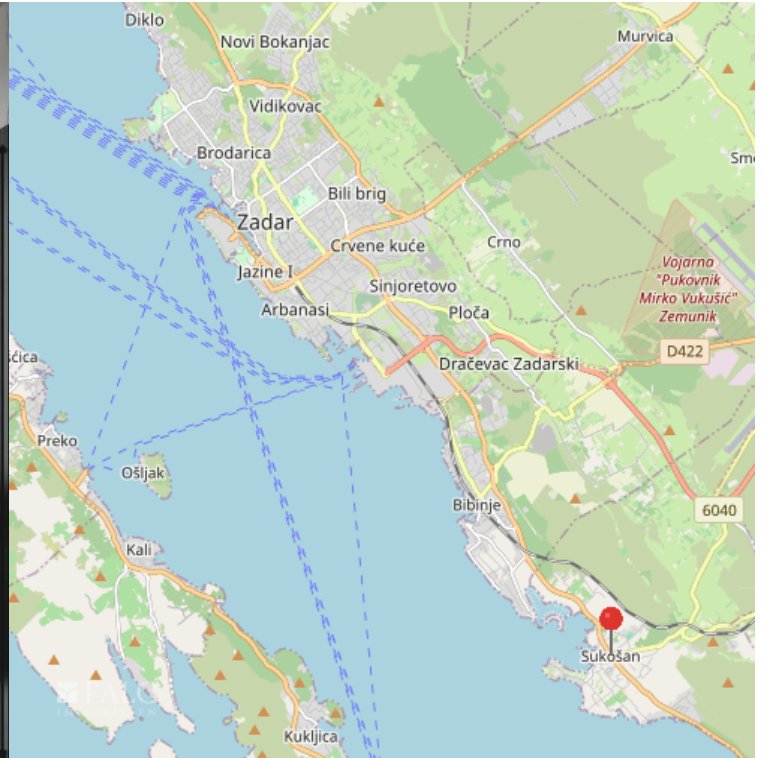 Diklo
Novi Bokanjac
Murvica
Vidikovac
Brodarica
Smo
Bili brig
Zadar
Crvene kuće
Crno
Jazine I
Vojarna
"Pukovnik
Mirko Vukušić"
Zemunik
Sinjoretovo
Arbanasi
Ploča
D422
šćica
Dračevac Zadarski
Preko
Ošljak
Bibinje
6040
Kali
Sukošan
Kukljica